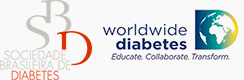 SBD
SOCIEDADE
BRASILEIRA DE
DIABETES
worldwide
diabetes
Educate. Collaborate. Transform.